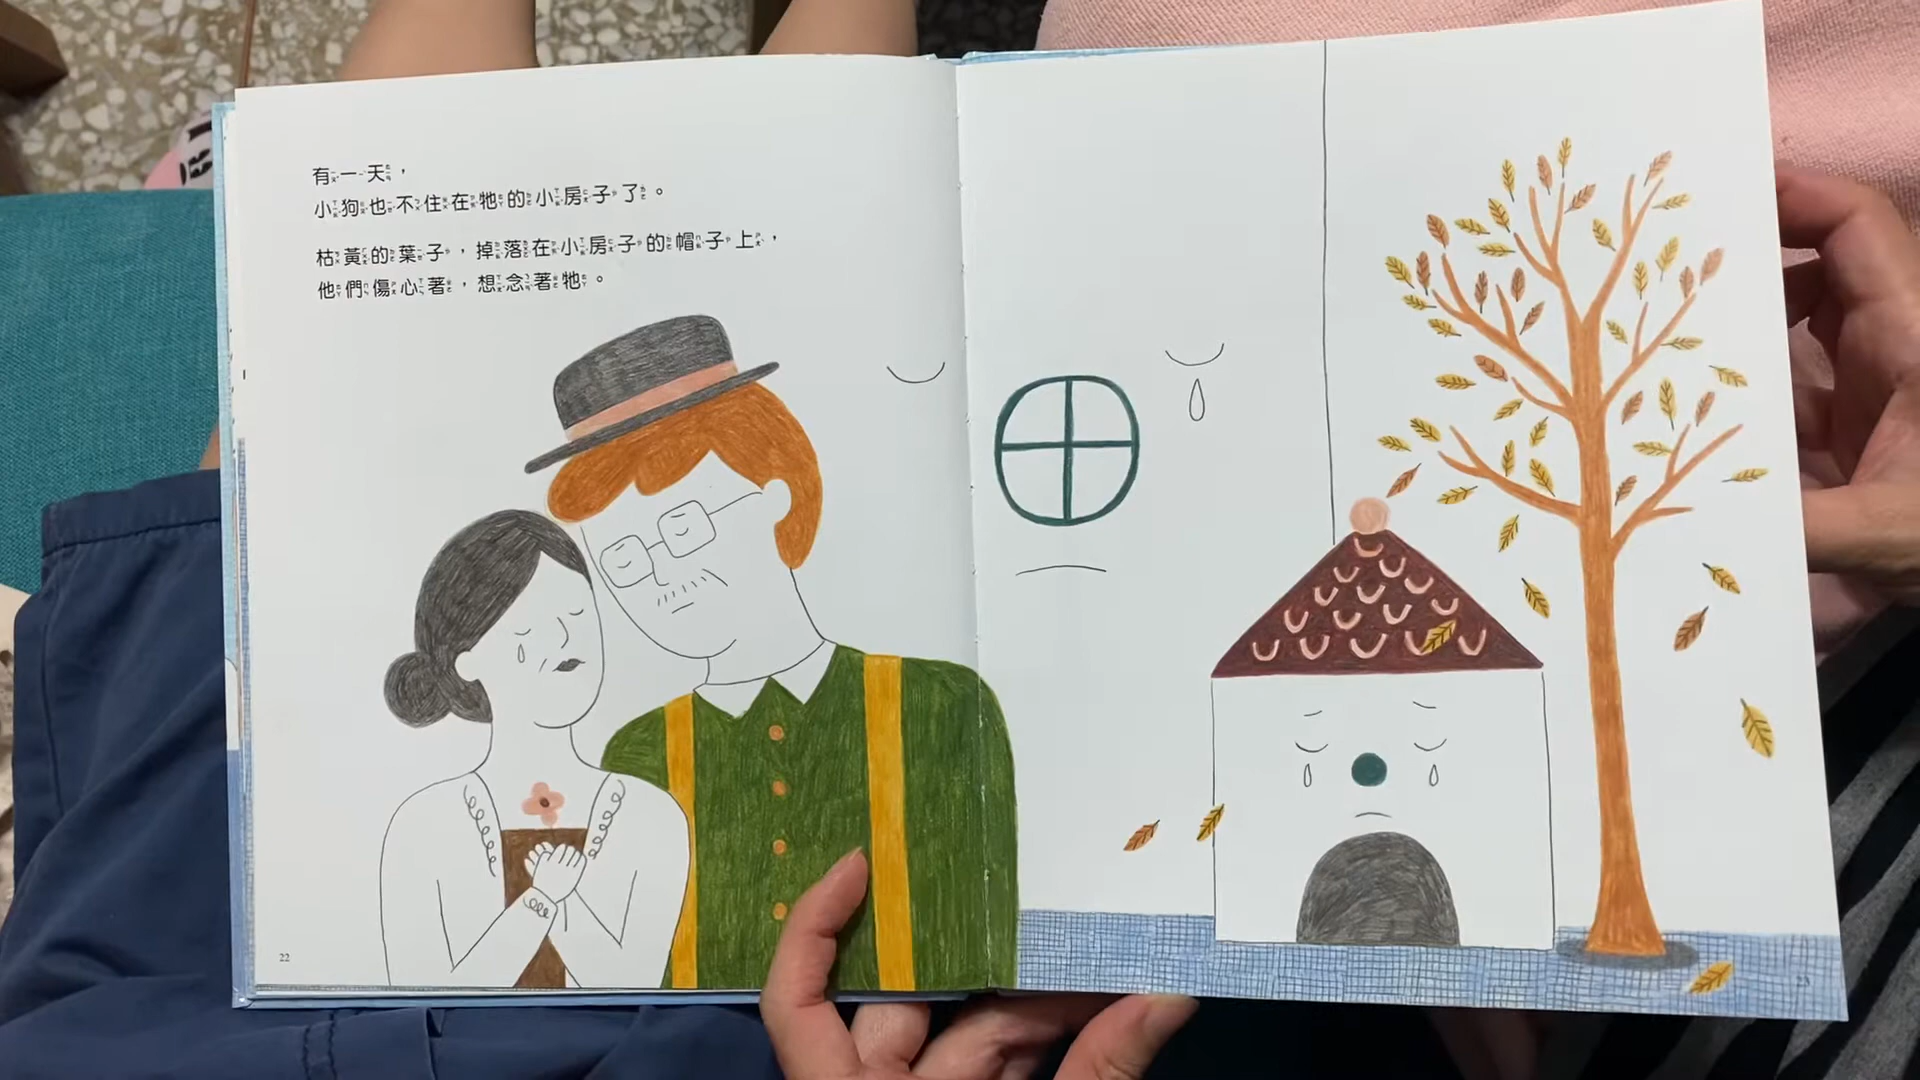 有一天，
小狗也不住在牠的小房子了。
枯黃的葉子，掉落在小房子的帽子上，
他們傷心著，想念著牠。
22
23